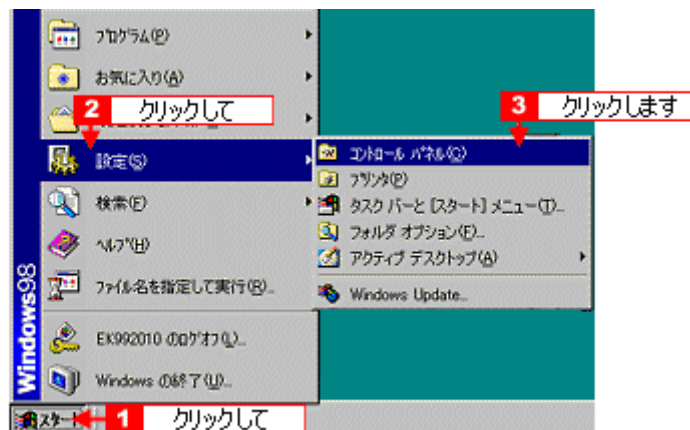 プログラム(P)
お気に入り(A)
2 クリックして
設定(S)
検索(F)
ヘルプ(H)
ファイル名を指定して実行(R)...
EK992010 のログオフ(L)...
Windows の終了(U)...
Windows98
スタート
1 クリックして
3 クリックします
コントロール パネル(C)
プリンタ(P)
タスク バーと [スタート] メニュー(T)...
フォルダ オプション(F)...
アクティブ デスクトップ(A)
Windows Update...